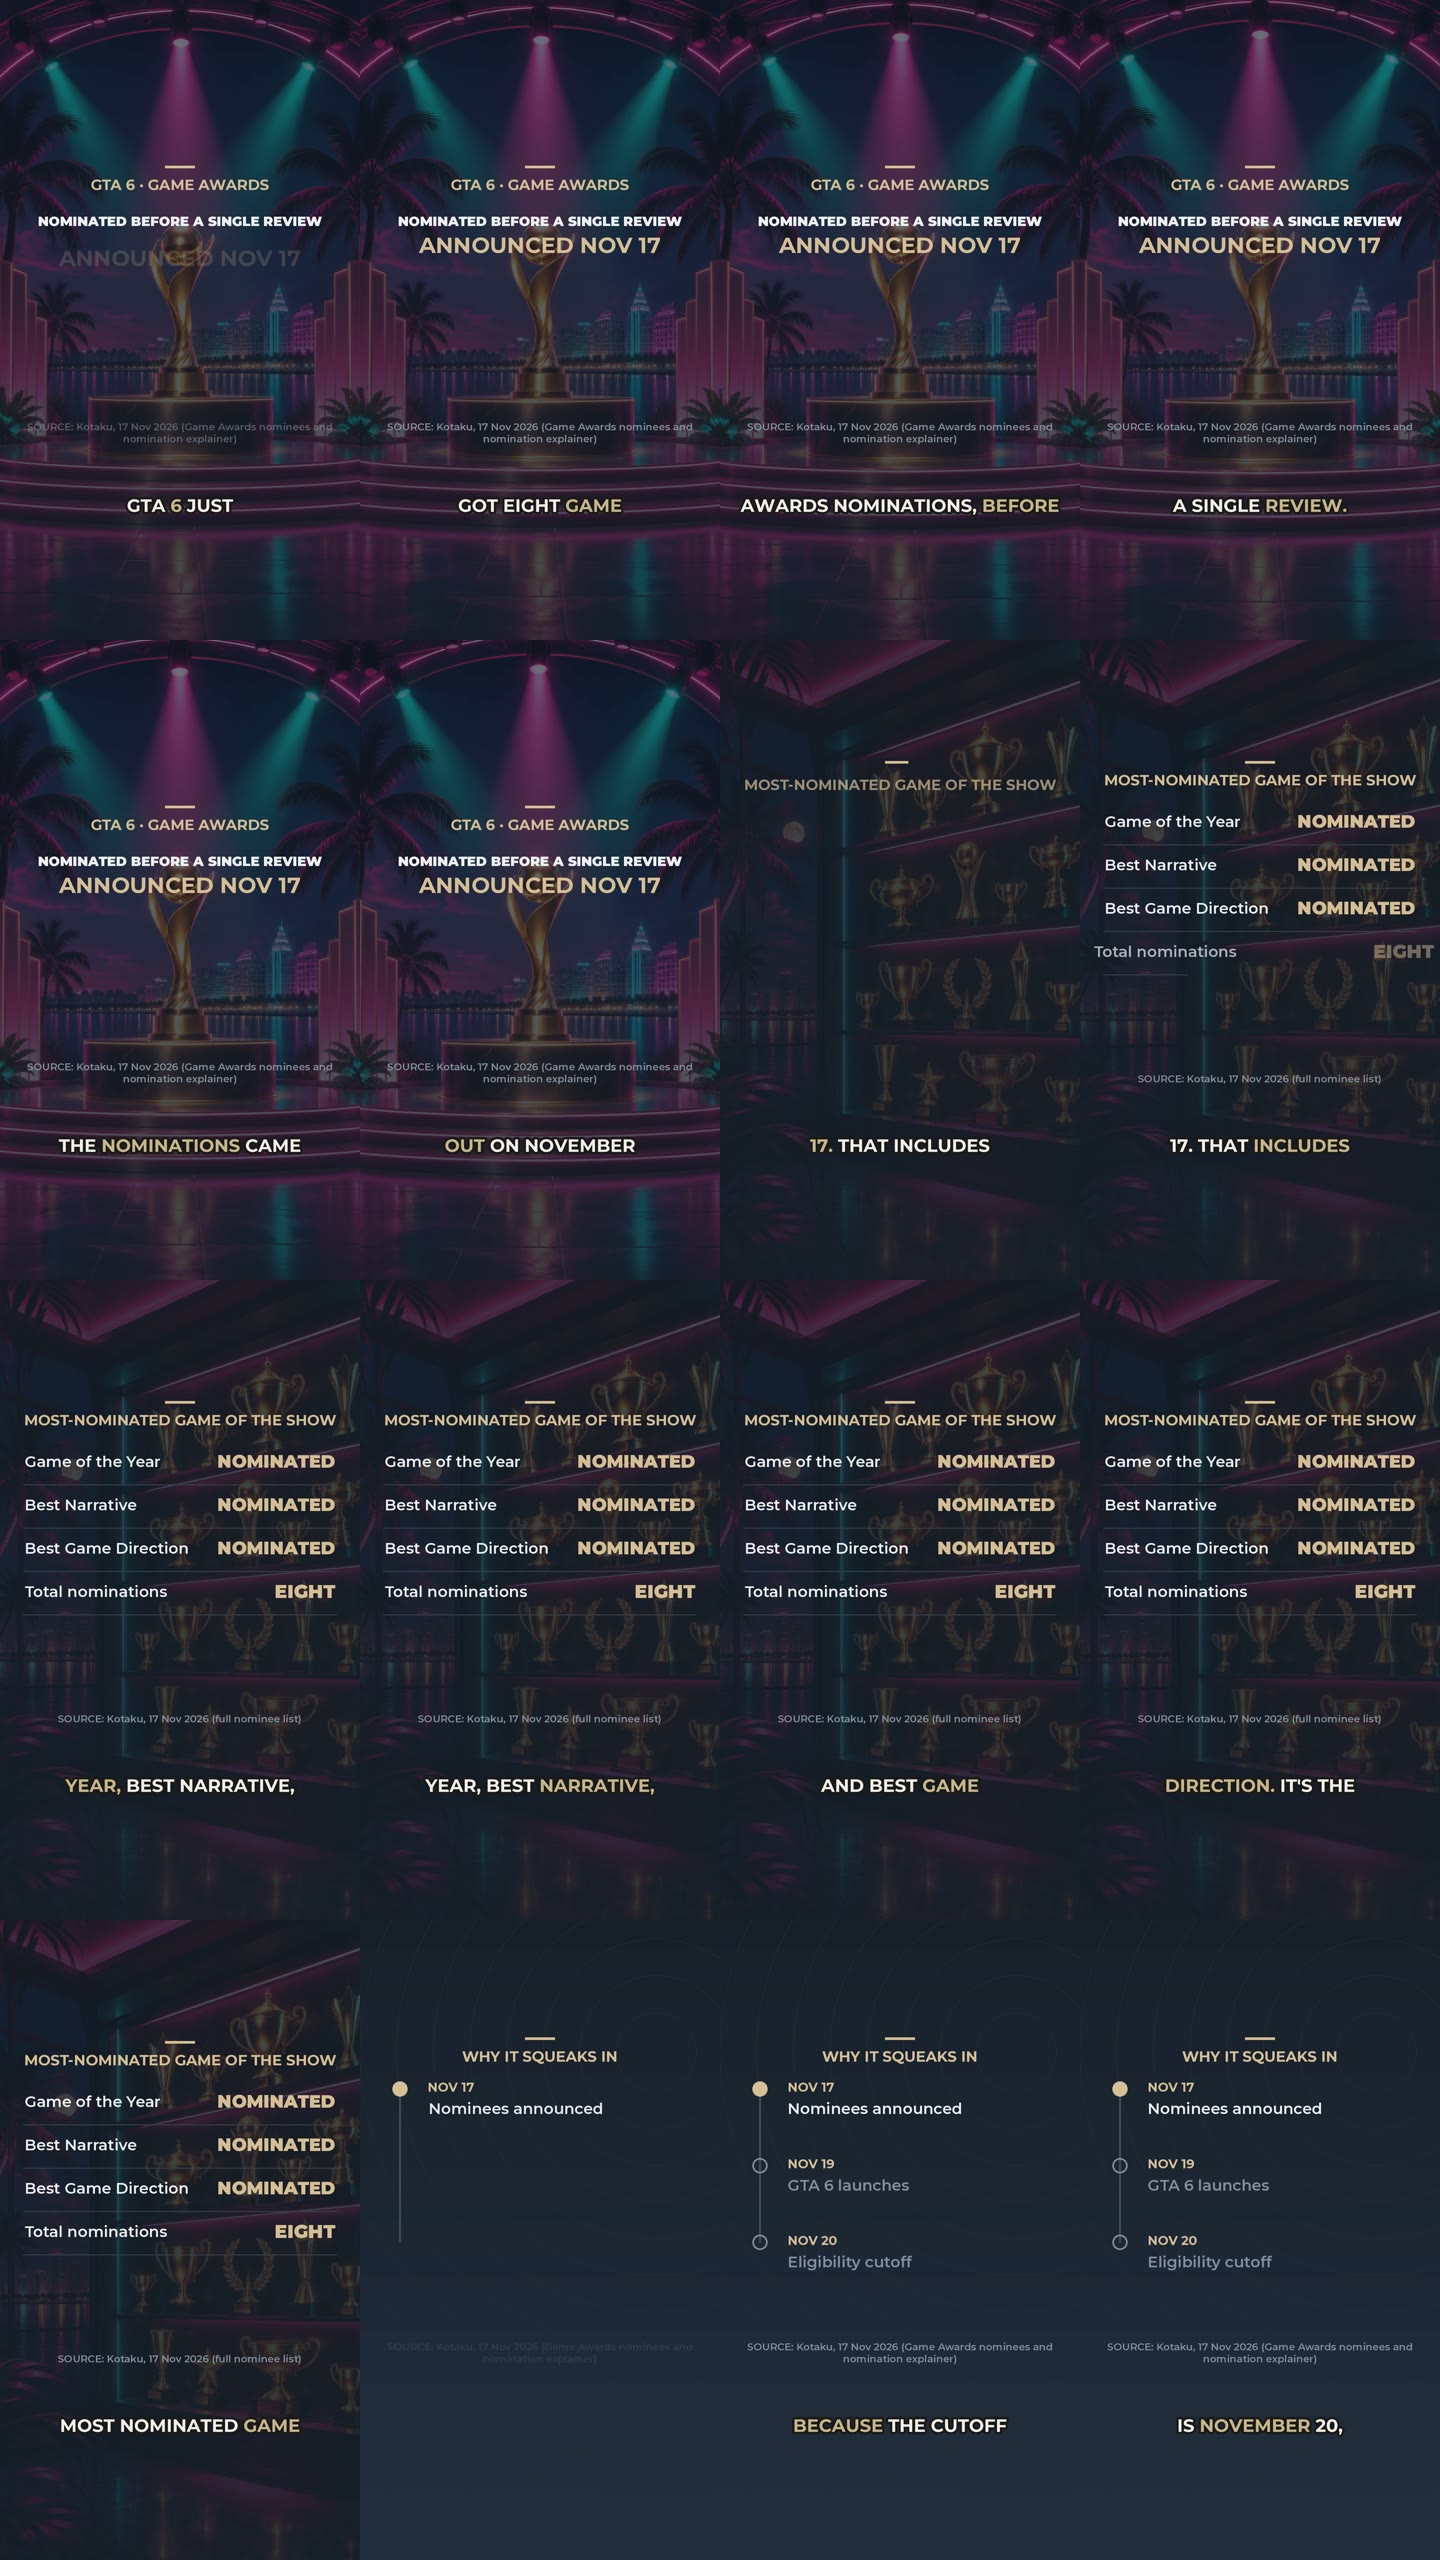 GTA 6 · GAME AWARDS
NOMINATED BEFORE A SINGLE REVIEW
ANNOUNCED NOV 17
SOURCE: Kotaku, 17 Nov 2026 (Game Awards nominees and
nomination explainer)
GTA 6 JUST
GTA 6 · GAME AWARDS
NOMINATED BEFORE A SINGLE REVIEW
ANNOUNCED NOV 17
SOURCE: Kotaku, 17 Nov 2026 (Game Awards nominees and
nomination explainer)
GOT EIGHT GAME
GTA 6 · GAME AWARDS
NOMINATED BEFORE A SINGLE REVIEW
ANNOUNCED NOV 17
SOURCE: Kotaku, 17 Nov 2026 (Game Awards nominees and
nomination explainer)
AWARDS NOMINATIONS, BEFORE
GTA 6 · GAME AWARDS
NOMINATED BEFORE A SINGLE REVIEW
ANNOUNCED NOV 17
SOURCE: Kotaku, 17 Nov 2026 (Game Awards nominees and
nomination explainer)
A SINGLE REVIEW.
GTA 6 · GAME AWARDS
NOMINATED BEFORE A SINGLE REVIEW
ANNOUNCED NOV 17
SOURCE: Kotaku, 17 Nov 2026 (Game Awards nominees and
nomination explainer)
THE NOMINATIONS CAME
GTA 6 · GAME AWARDS
NOMINATED BEFORE A SINGLE REVIEW
ANNOUNCED NOV 17
SOURCE: Kotaku, 17 Nov 2026 (Game Awards nominees and
nomination explainer)
OUT ON NOVEMBER
MOST-NOMINATED GAME OF THE SHOW
17. THAT INCLUDES
MOST-NOMINATED GAME OF THE SHOW
Game of the Year NOMINATED
Best Narrative NOMINATED
Best Game Direction NOMINATED
Total nominations EIGHT
SOURCE: Kotaku, 17 Nov 2026 (full nominee list)
17. THAT INCLUDES
MOST-NOMINATED GAME OF THE SHOW
Game of the Year NOMINATED
Best Narrative NOMINATED
Best Game Direction NOMINATED
Total nominations EIGHT
SOURCE: Kotaku, 17 Nov 2026 (full nominee list)
YEAR, BEST NARRATIVE,
MOST-NOMINATED GAME OF THE SHOW
Game of the Year NOMINATED
Best Narrative NOMINATED
Best Game Direction NOMINATED
Total nominations EIGHT
SOURCE: Kotaku, 17 Nov 2026 (full nominee list)
YEAR, BEST NARRATIVE,
MOST-NOMINATED GAME OF THE SHOW
Game of the Year NOMINATED
Best Narrative NOMINATED
Best Game Direction NOMINATED
Total nominations EIGHT
SOURCE: Kotaku, 17 Nov 2026 (full nominee list)
AND BEST GAME
MOST-NOMINATED GAME OF THE SHOW
Game of the Year NOMINATED
Best Narrative NOMINATED
Best Game Direction NOMINATED
Total nominations EIGHT
SOURCE: Kotaku, 17 Nov 2026 (full nominee list)
DIRECTION. IT'S THE
MOST-NOMINATED GAME OF THE SHOW
Game of the Year NOMINATED
Best Narrative NOMINATED
Best Game Direction NOMINATED
Total nominations EIGHT
SOURCE: Kotaku, 17 Nov 2026 (full nominee list)
MOST NOMINATED GAME
WHY IT SQUEAKS IN
NOV 17
Nominees announced
SOURCE: Kotaku, 17 Nov 2026 (Game Awards nominees and
nomination explainer)
WHY IT SQUEAKS IN
NOV 17
Nominees announced
NOV 19
GTA 6 launches
NOV 20
Eligibility cutoff
SOURCE: Kotaku, 17 Nov 2026 (Game Awards nominees and
nomination explainer)
BECAUSE THE CUTOFF
WHY IT SQUEAKS IN
NOV 17
Nominees announced
NOV 19
GTA 6 launches
NOV 20
Eligibility cutoff
SOURCE: Kotaku, 17 Nov 2026 (Game Awards nominees and
nomination explainer)
IS NOVEMBER 20,